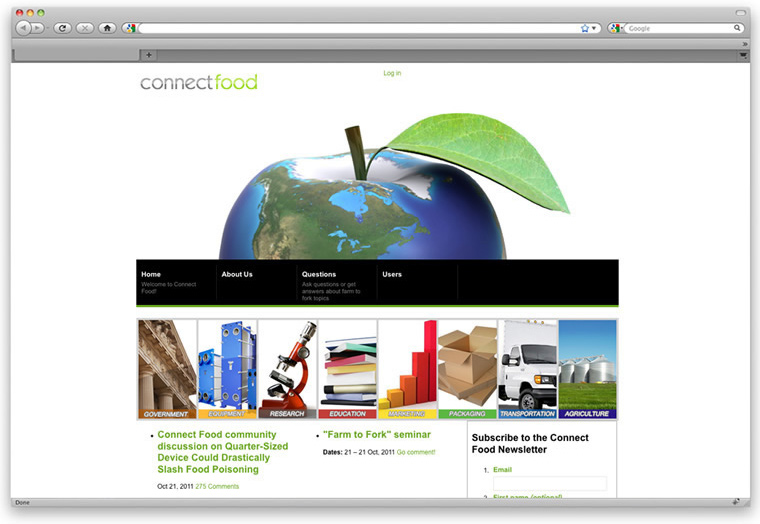 Google
connectfood
Log in
Home
Welcome to Connect
Food!
About Us
Questions
Ask questions or get
answers about farm to
fork topics
Users
GOVERNMENT
EQUIPMENT
RESEARCH
EDUCATION
MARKETING
PACKAGING
TRANSPORTATION
AGRICULTURE
• Connect Food community
discussion on Quarter-Sized
Device Could Drastically
Slash Food Poisoning
Oct 21, 2011 275 Comments
• "Farm to Fork" seminar
Dates: 21 – 21 Oct, 2011 Go comment!
Subscribe to the Connect
Food Newsletter
1. Email
2. First name (optional)
Done